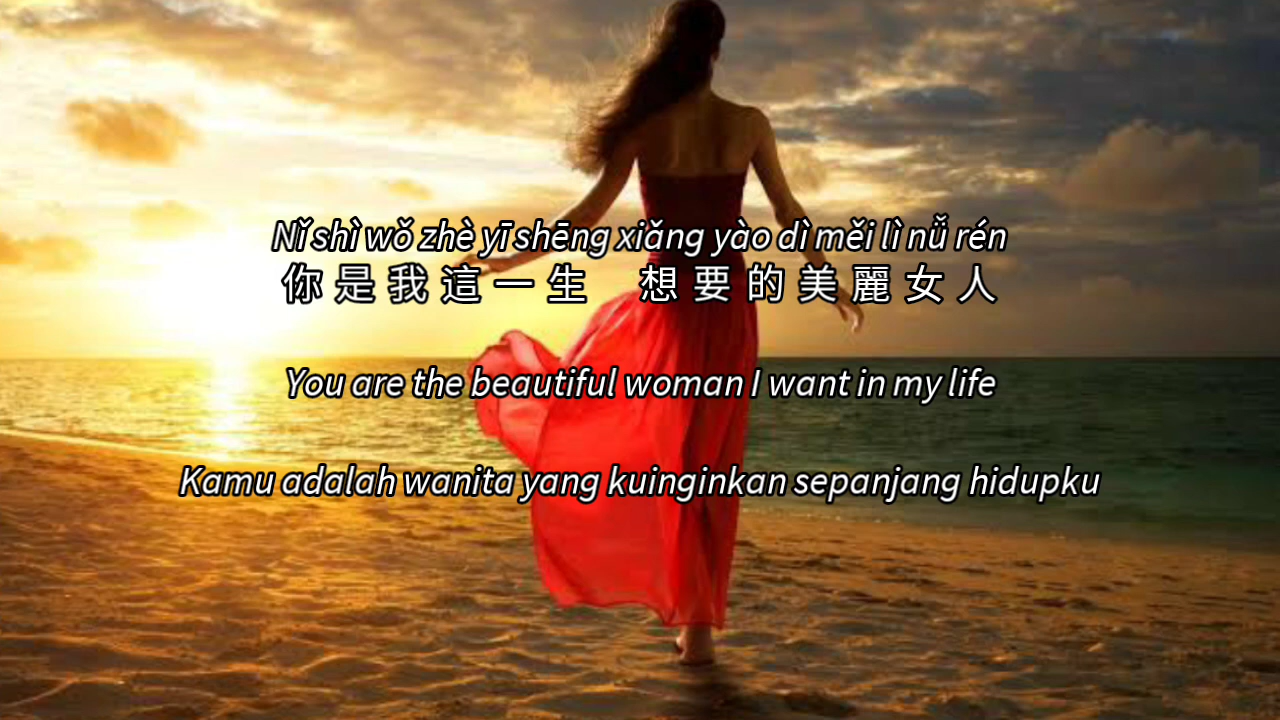 Nǐ shì wǒ zhè yī shēng xiǎng yào dì měi lì nǚ rén
你是我這一生 想要的美麗女人
You are the beautiful woman I want in my life
Kamu adalah wanita yang kuinginkan sepanjang hidupku